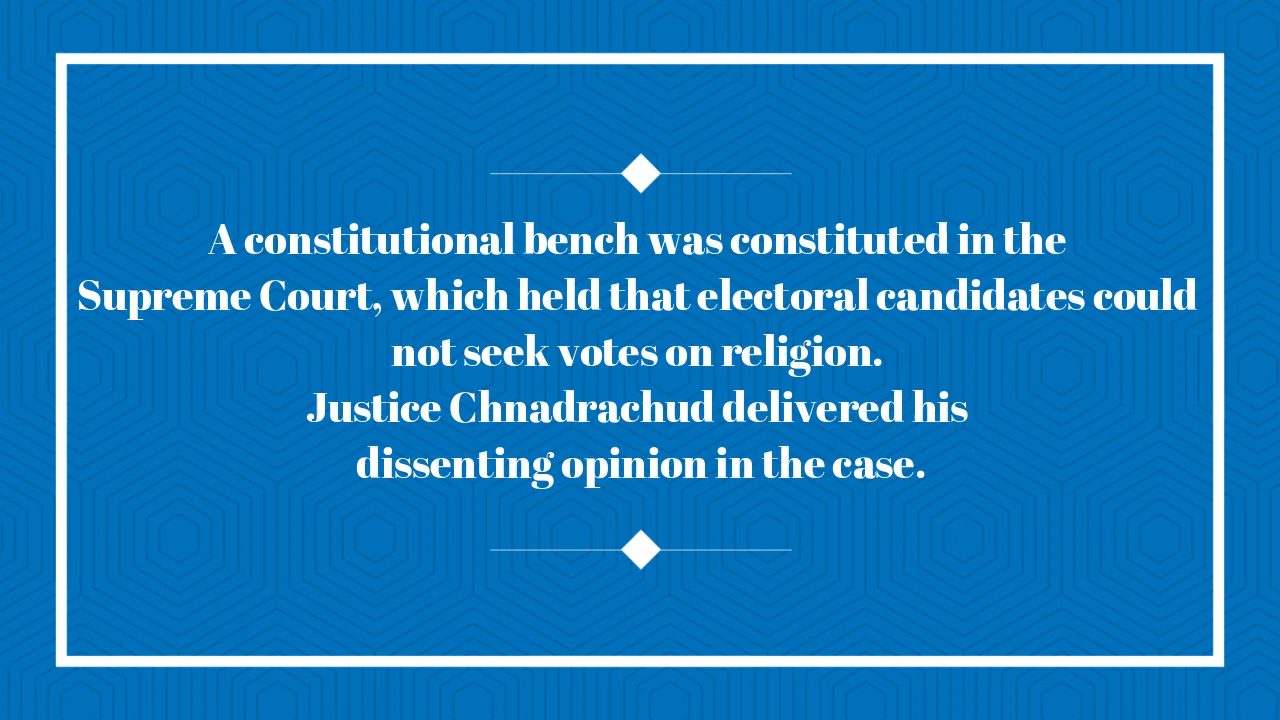 A constitutional bench was constituted in the
Supreme Court, which held that electoral candidates could
not seek votes on religion.
Justice Chnadrachud delivered his
dissenting opinion in the case.